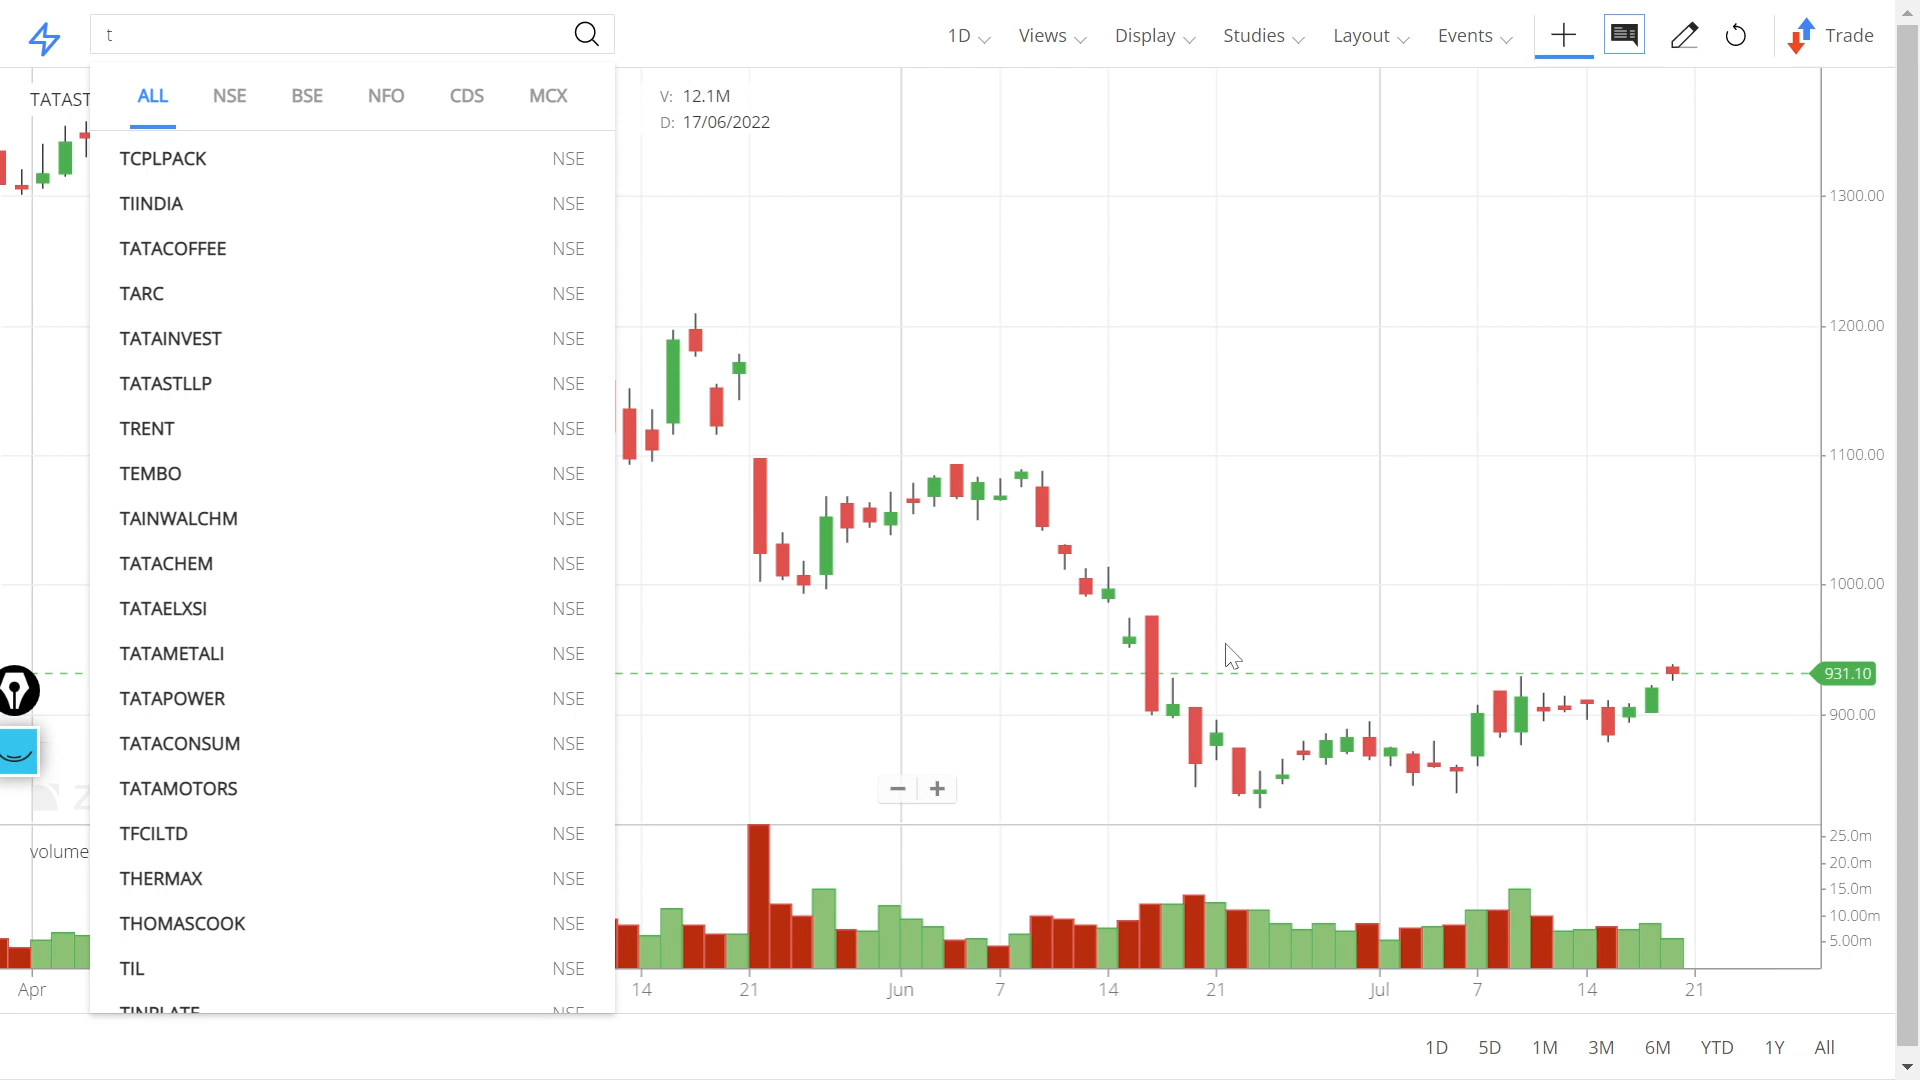 t
1D Views Display Studies Layout Events Trade
TATAST
ALL NSE BSE NFO CDS MCX
V: 12.1M
D: 17/06/2022
TCPLPACK NSE
TIINDIA NSE
TATACOFFEE NSE
TARC NSE
TATAINVEST NSE
TATASTLLP NSE
TRENT NSE
TEMBO NSE
TAINWALCHM NSE
TATACHEM NSE
TATAELXSI NSE
TATAMETALI NSE
TATAPOWER NSE
TATACONSUM NSE
TATAMOTORS NSE
TFCILTD NSE
THERMAX NSE
THOMASCOOK NSE
TIL NSE
TINPLATE NSE
1300.00
1200.00
1100.00
1000.00
931.10
900.00
Z
volume
25.0m
20.0m
15.0m
10.00m
5.00m
Apr 14 21 Jun 7 14 21 Jul 7 14 21
1D 5D 1M 3M 6M YTD 1Y All